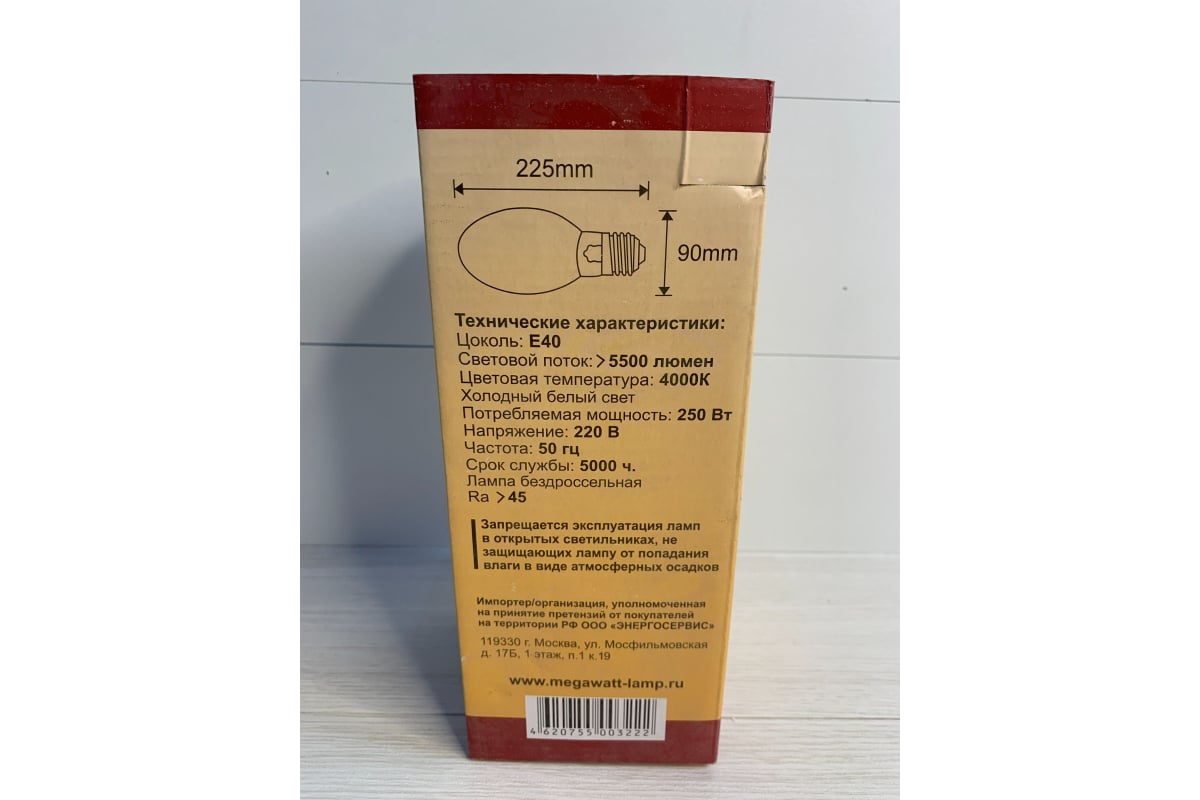 225mm
90mm
Технические характеристики:
Цоколь: Е40
Световой поток: >5500 люмен
Цветовая температура: 4000К
Холодный белый свет
Потребляемая мощность: 250 Вт
Напряжение: 220 В
Частота: 50 гц
Срок службы: 5000 ч.
Лампа бездроссельная
Ra >45
Запрещается эксплуатация ламп
в открытых светильниках, не
защищающих лампу от попадания
влаги в виде атмосферных осадков
Импортер/организация, уполномоченная
на принятие претензий от покупателей
на территории РФ ООО «ЭНЕРГОСЕРВИС»
119330 г. Москва, ул. Мосфильмовская
д. 17Б, 1 этаж, п.1 к.19
www.megawatt-lamp.ru
4 620755 003222